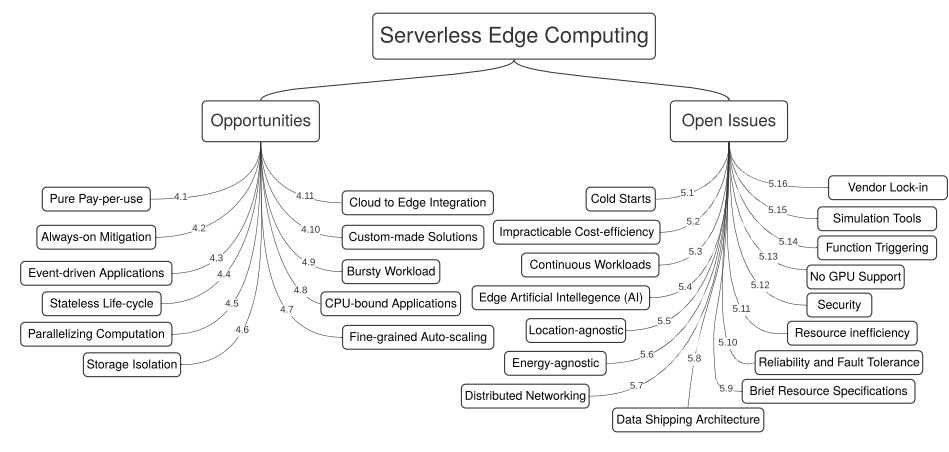 Serverless Edge Computing
Opportunities
Open Issues
4.1
Pure Pay-per-use
4.2
Always-on Mitigation
4.3
Event-driven Applications
4.4
Stateless Life-cycle
4.5
Parallelizing Computation
4.6
Storage Isolation
4.11
Cloud to Edge Integration
4.10
Custom-made Solutions
4.9
Bursty Workload
4.8
CPU-bound Applications
4.7
Fine-grained Auto-scaling
5.1
Cold Starts
5.2
Impracticable Cost-efficiency
5.3
Continuous Workloads
5.4
Edge Artificial Intellegence (AI)
5.5
Location-agnostic
5.6
Energy-agnostic
5.7
Distributed Networking
5.8
Data Shipping Architecture
5.16
Vendor Lock-in
5.15
Simulation Tools
5.14
Function Triggering
5.13
No GPU Support
5.12
Security
5.11
Resource inefficiency
5.10
Reliability and Fault Tolerance
5.9
Brief Resource Specifications